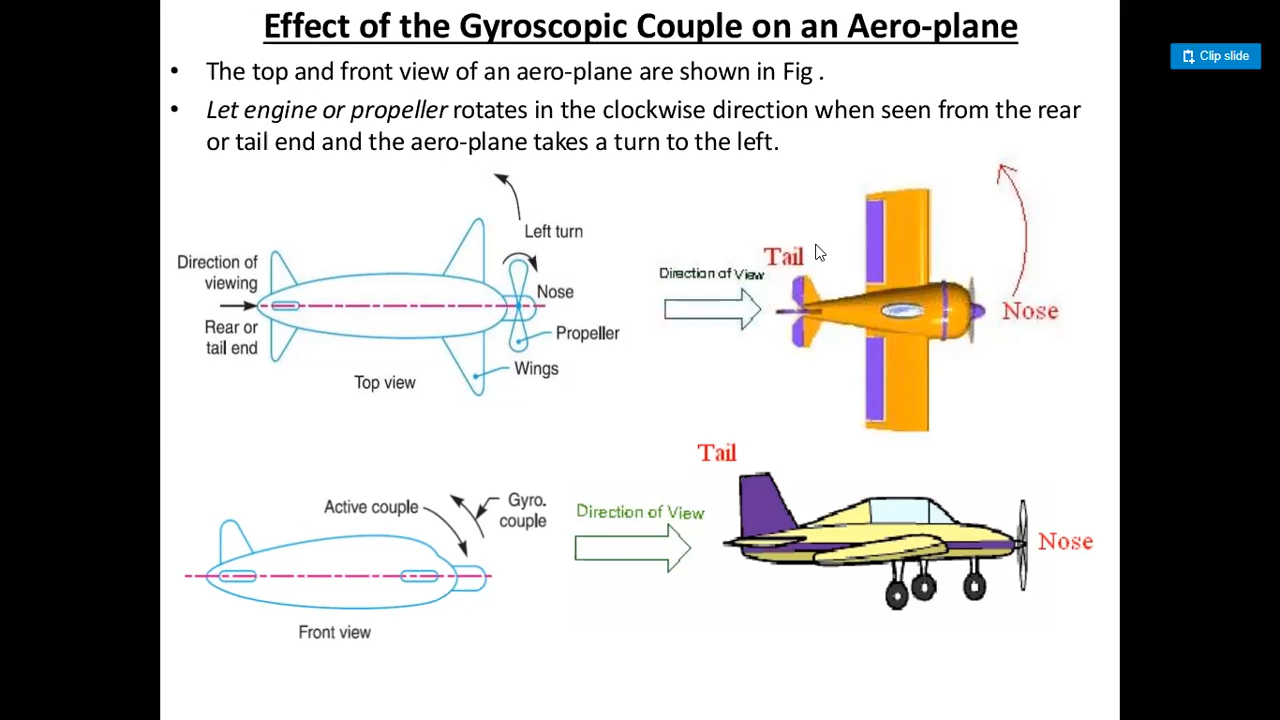 Effect of the Gyroscopic Couple on an Aero-plane
Clip slide
• The top and front view of an aero-plane are shown in Fig .
• Let engine or propeller rotates in the clockwise direction when seen from the rear
or tail end and the aero-plane takes a turn to the left.
Left turn
Direction of
viewing
Nose
Rear or
tail end
Propeller
Wings
Top view
Tail
Direction of View
Nose
Active couple
Gyro.
couple
Front view
Tail
Direction of View
Nose